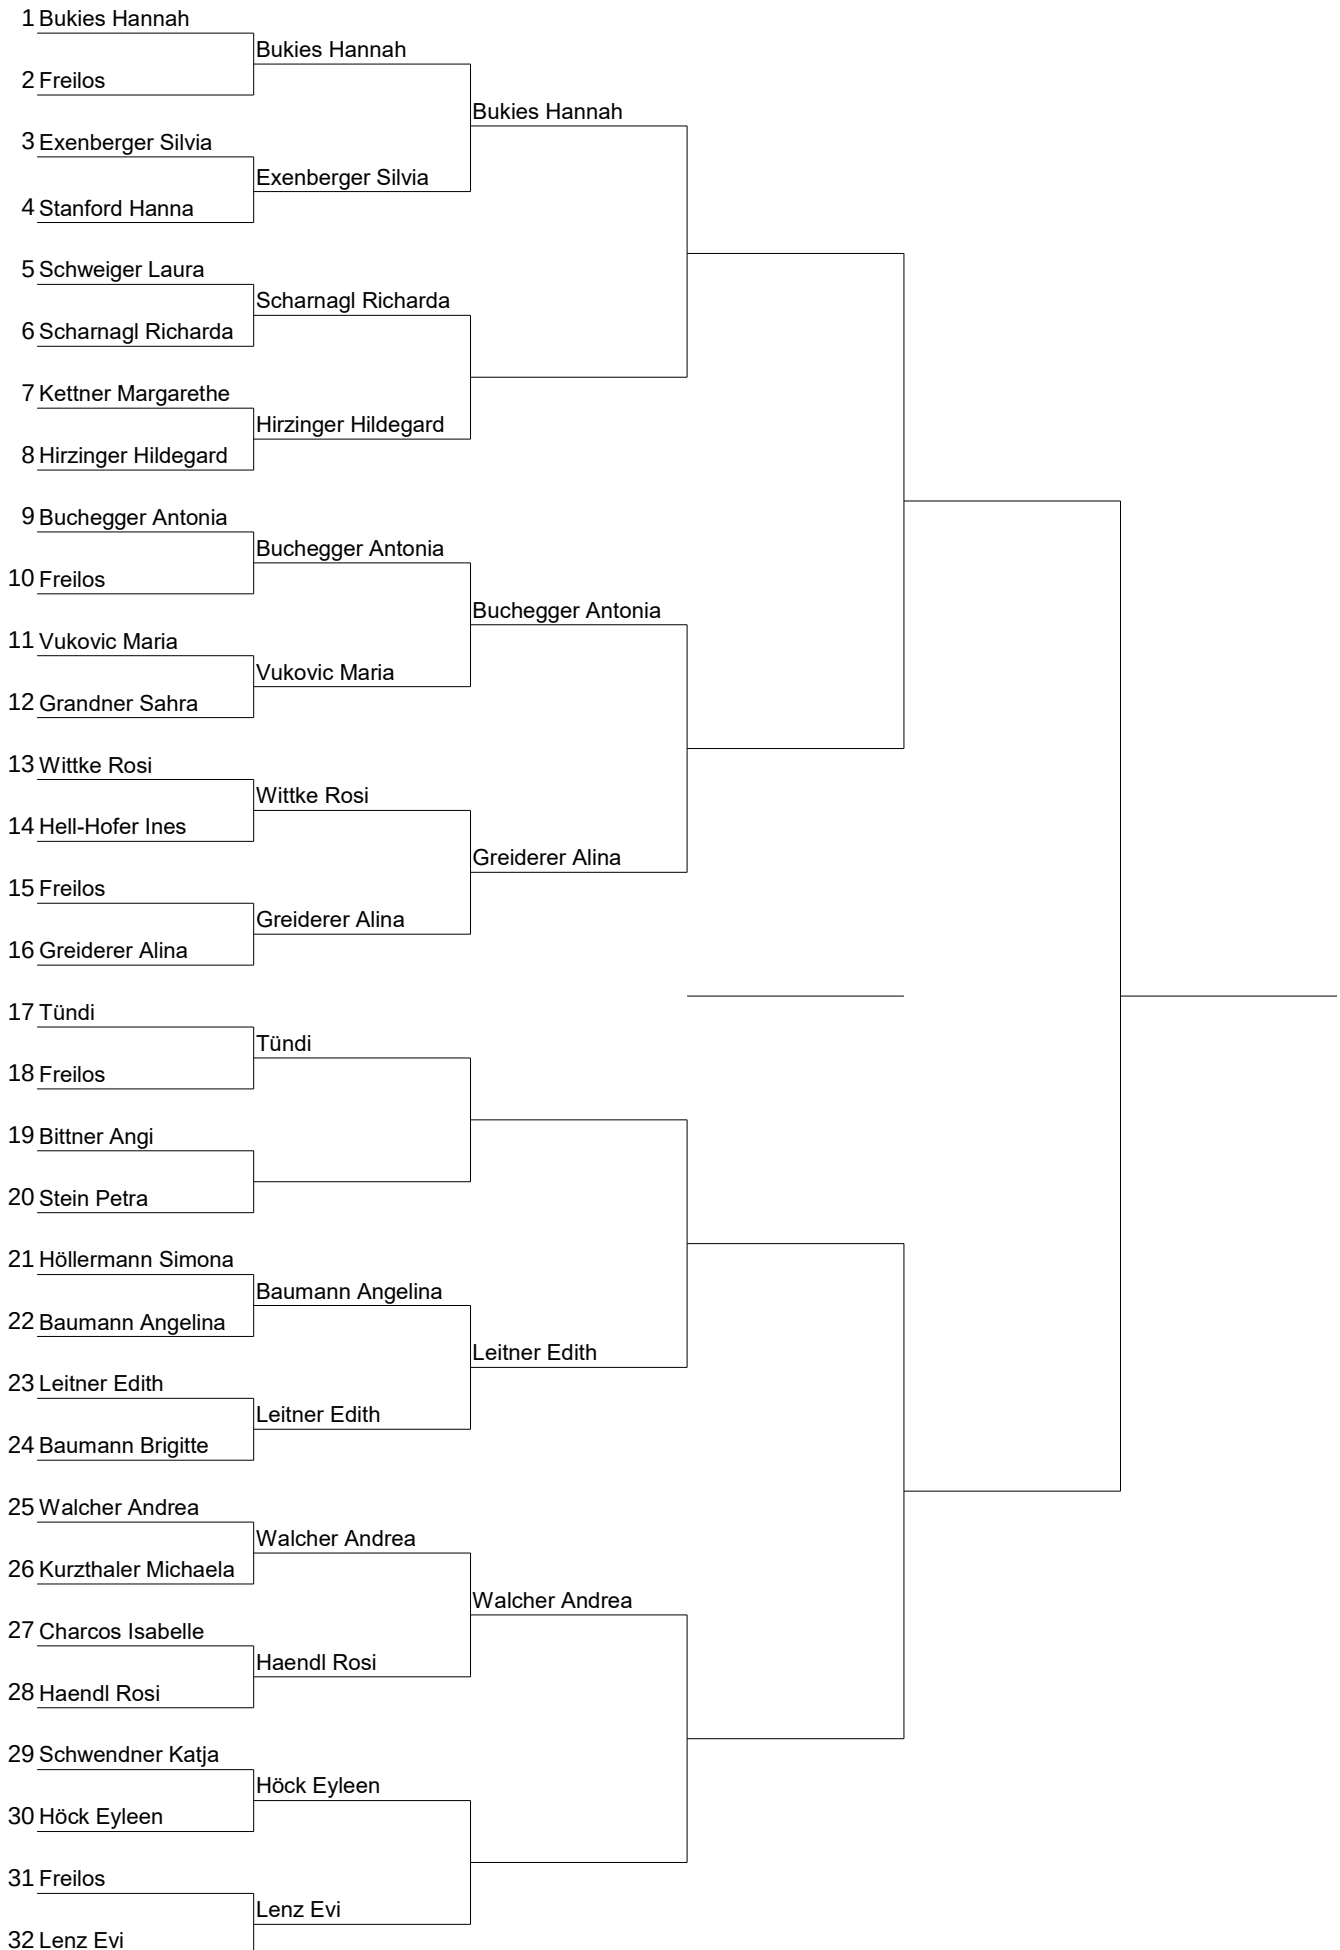 1 Bukies Hannah
Bukies Hannah
2 Freilos
Bukies Hannah
3 Exenberger Silvia
Exenberger Silvia
4 Stanford Hanna
5 Schweiger Laura
Scharnagl Richarda
6 Scharnagl Richarda
7 Kettner Margarethe
Hirzinger Hildegard
8 Hirzinger Hildegard
9 Buchegger Antonia
Buchegger Antonia
10 Freilos
Buchegger Antonia
11 Vukovic Maria
Vukovic Maria
12 Grandner Sahra
13 Wittke Rosi
Wittke Rosi
14 Hell-Hofer Ines
Greiderer Alina
15 Freilos
Greiderer Alina
16 Greiderer Alina
17 Tündi
Tündi
18 Freilos
19 Bittner Angi
20 Stein Petra
21 Höllermann Simona
Baumann Angelina
22 Baumann Angelina
Leitner Edith
23 Leitner Edith
Leitner Edith
24 Baumann Brigitte
25 Walcher Andrea
Walcher Andrea
26 Kurzthaler Michaela
Walcher Andrea
27 Charcos Isabelle
Haendl Rosi
28 Haendl Rosi
29 Schwendner Katja
Höck Eyleen
30 Höck Eyleen
31 Freilos
Lenz Evi
32 Lenz Evi